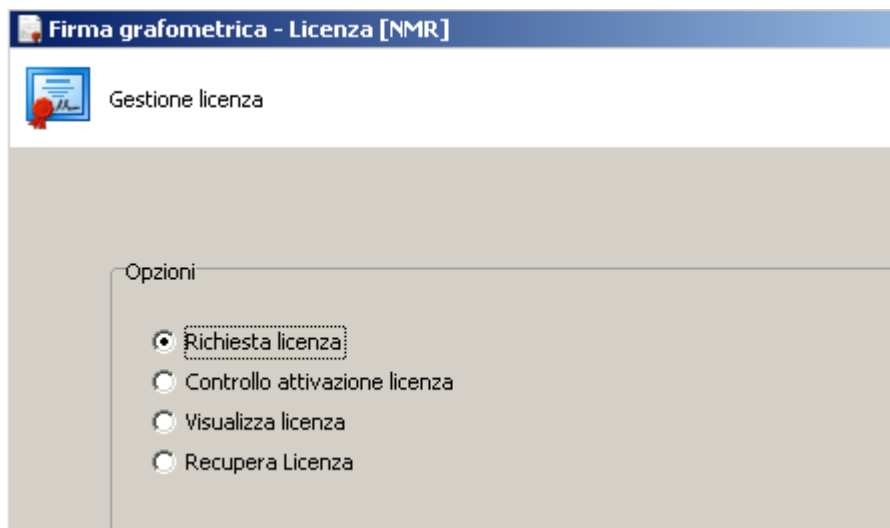 Firma grafometrica - Licenza [NMR]
Gestione licenza
Opzioni
Richiesta licenza
Controllo attivazione licenza
Visualizza licenza
Recupera Licenza